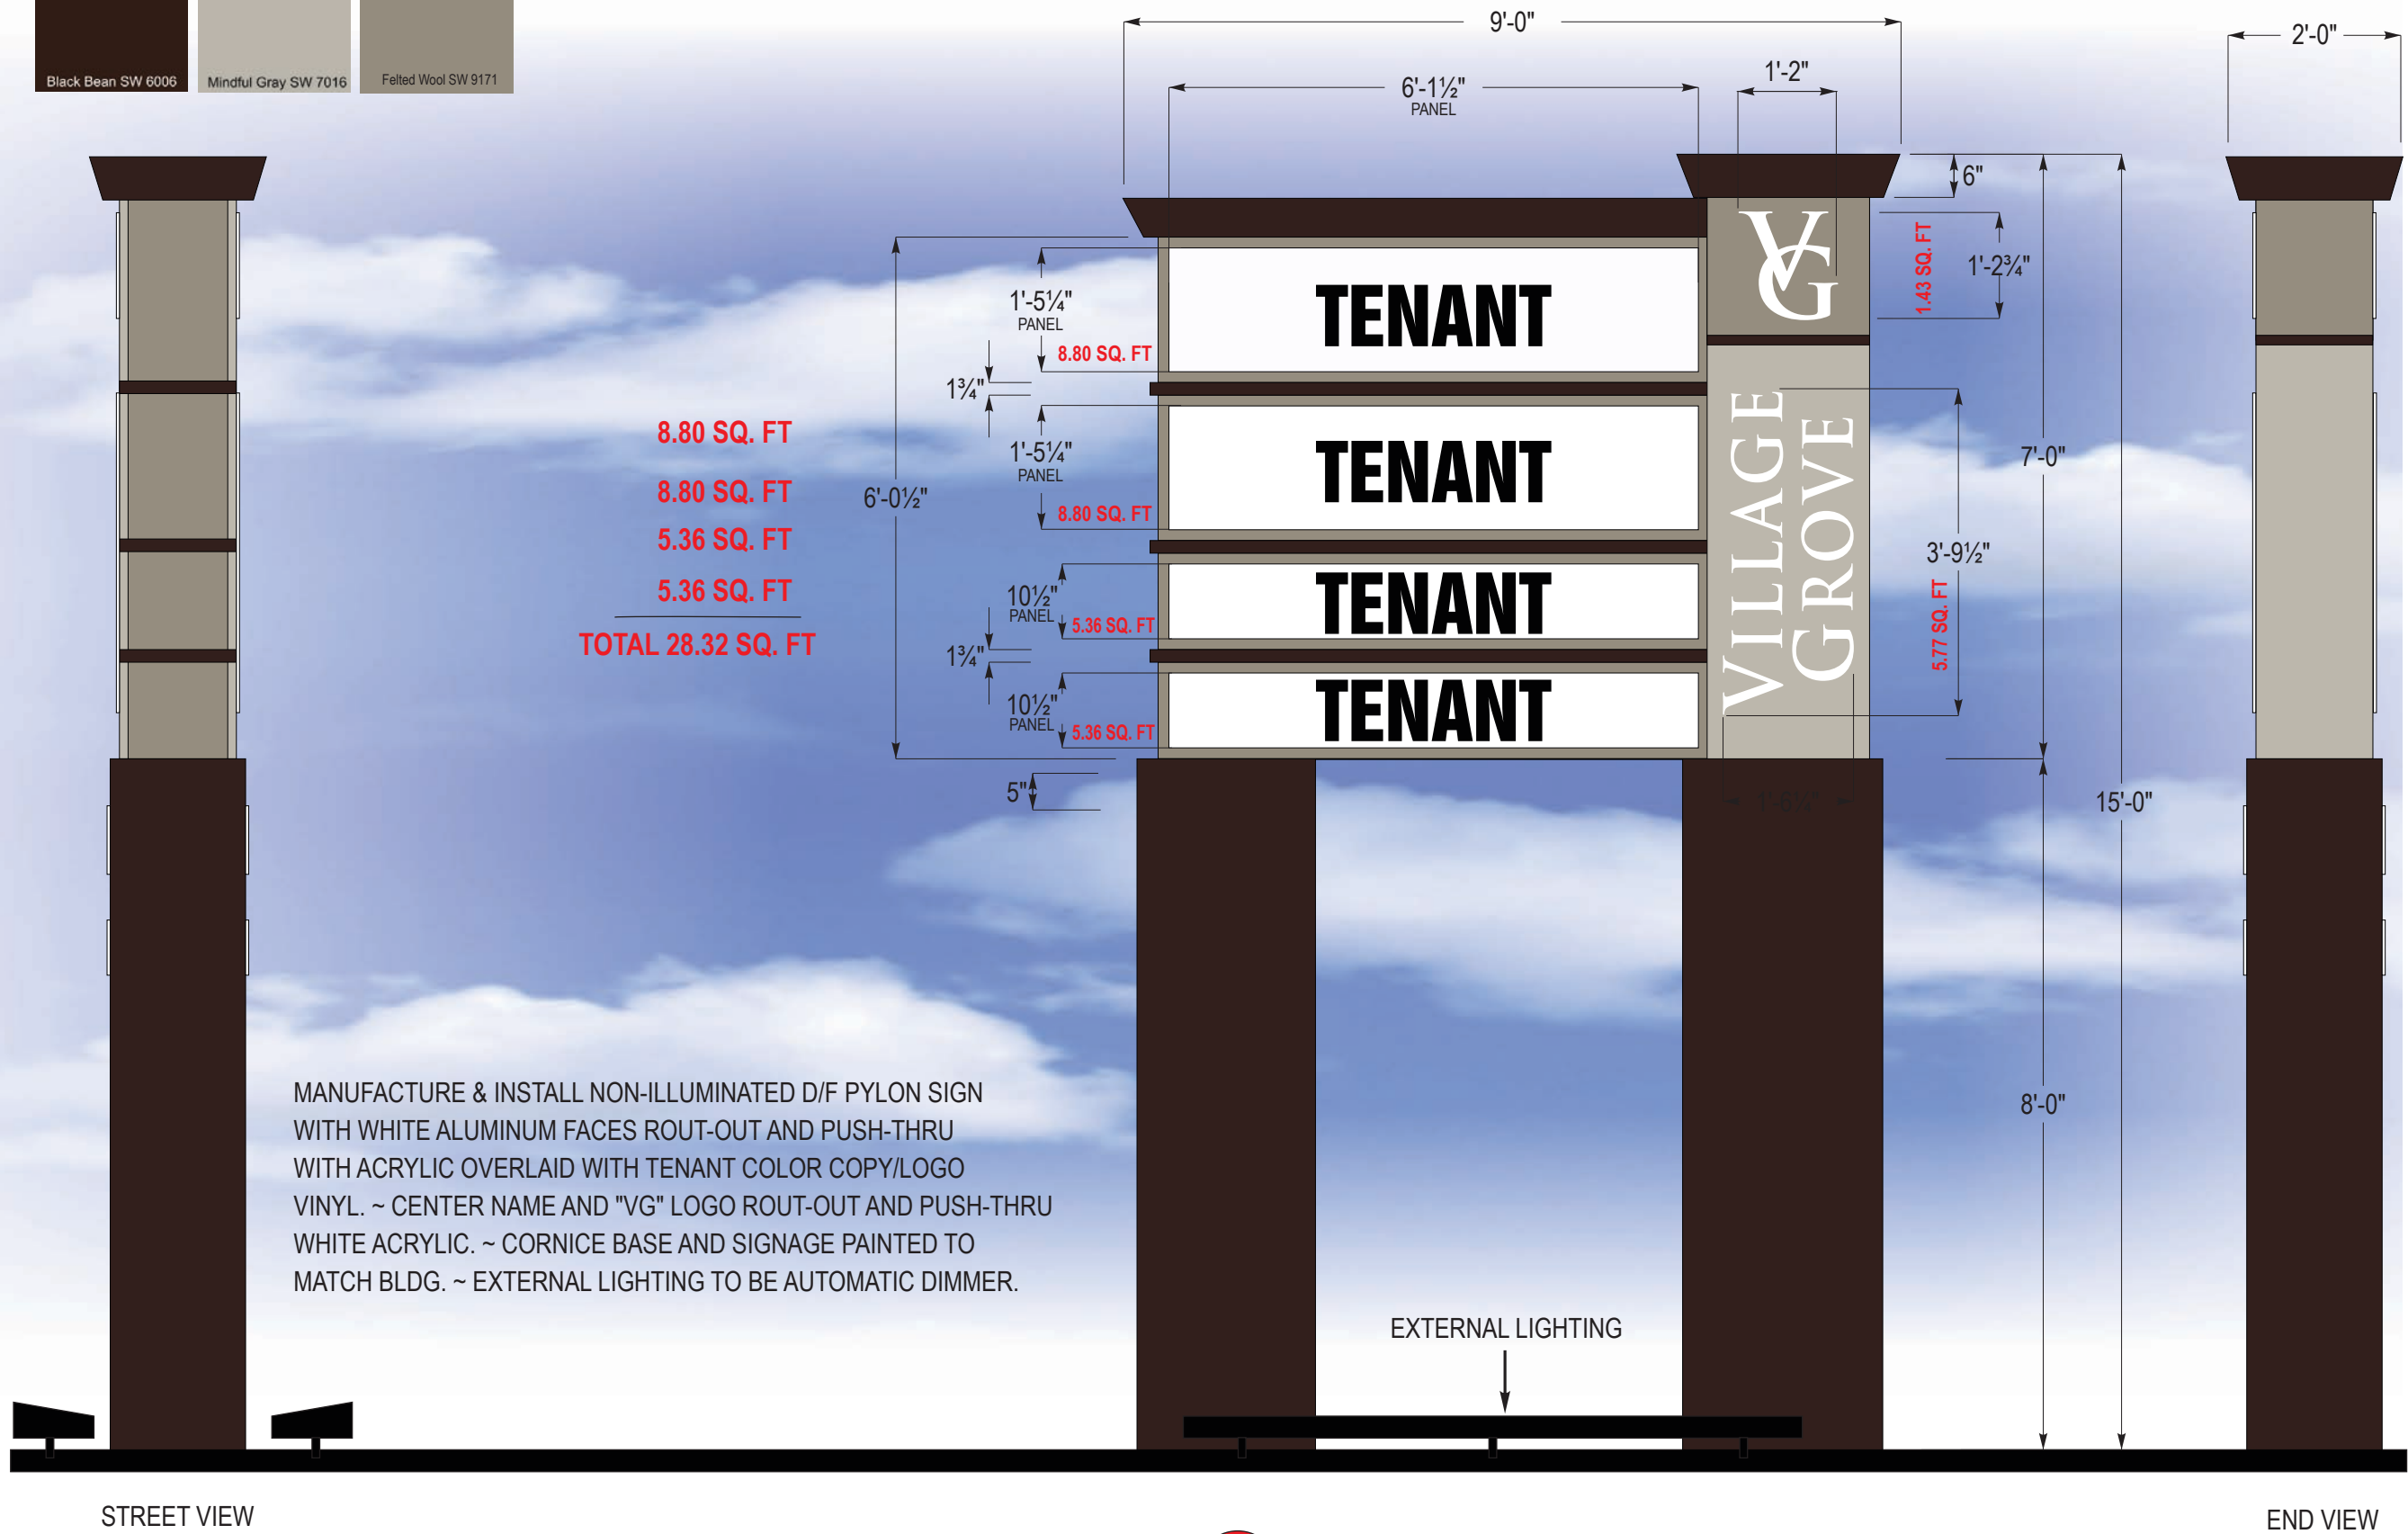 Black Bean SW 6006
Mindful Gray SW 7016
Felted Wool SW 9171
9'-0"
2'-0"
6'-1½"
PANEL
1'-2"
6"
VG
1.43 SQ. FT
1'-2¾"
1'-5¼"
PANEL
8.80 SQ. FT
TENANT
1¾"
8.80 SQ. FT
8.80 SQ. FT
5.36 SQ. FT
5.36 SQ. FT
TOTAL 28.32 SQ. FT
6'-0½"
1'-5¼"
PANEL
8.80 SQ. FT
TENANT
VILLAGE
GROVE
7'-0"
3'-9½"
5.77 SQ. FT
10½"
PANEL
5.36 SQ. FT
TENANT
1¾"
10½"
PANEL
5.36 SQ. FT
TENANT
5"
15'-0"
8'-0"
MANUFACTURE & INSTALL NON-ILLUMINATED D/F PYLON SIGN
WITH WHITE ALUMINUM FACES ROUT-OUT AND PUSH-THRU
WITH ACRYLIC OVERLAID WITH TENANT COLOR COPY/LOGO
VINYL. ~ CENTER NAME AND "VG" LOGO ROUT-OUT AND PUSH-THRU
WHITE ACRYLIC. ~ CORNICE BASE AND SIGNAGE PAINTED TO
MATCH BLDG. ~ EXTERNAL LIGHTING TO BE AUTOMATIC DIMMER.
EXTERNAL LIGHTING
STREET VIEW
END VIEW